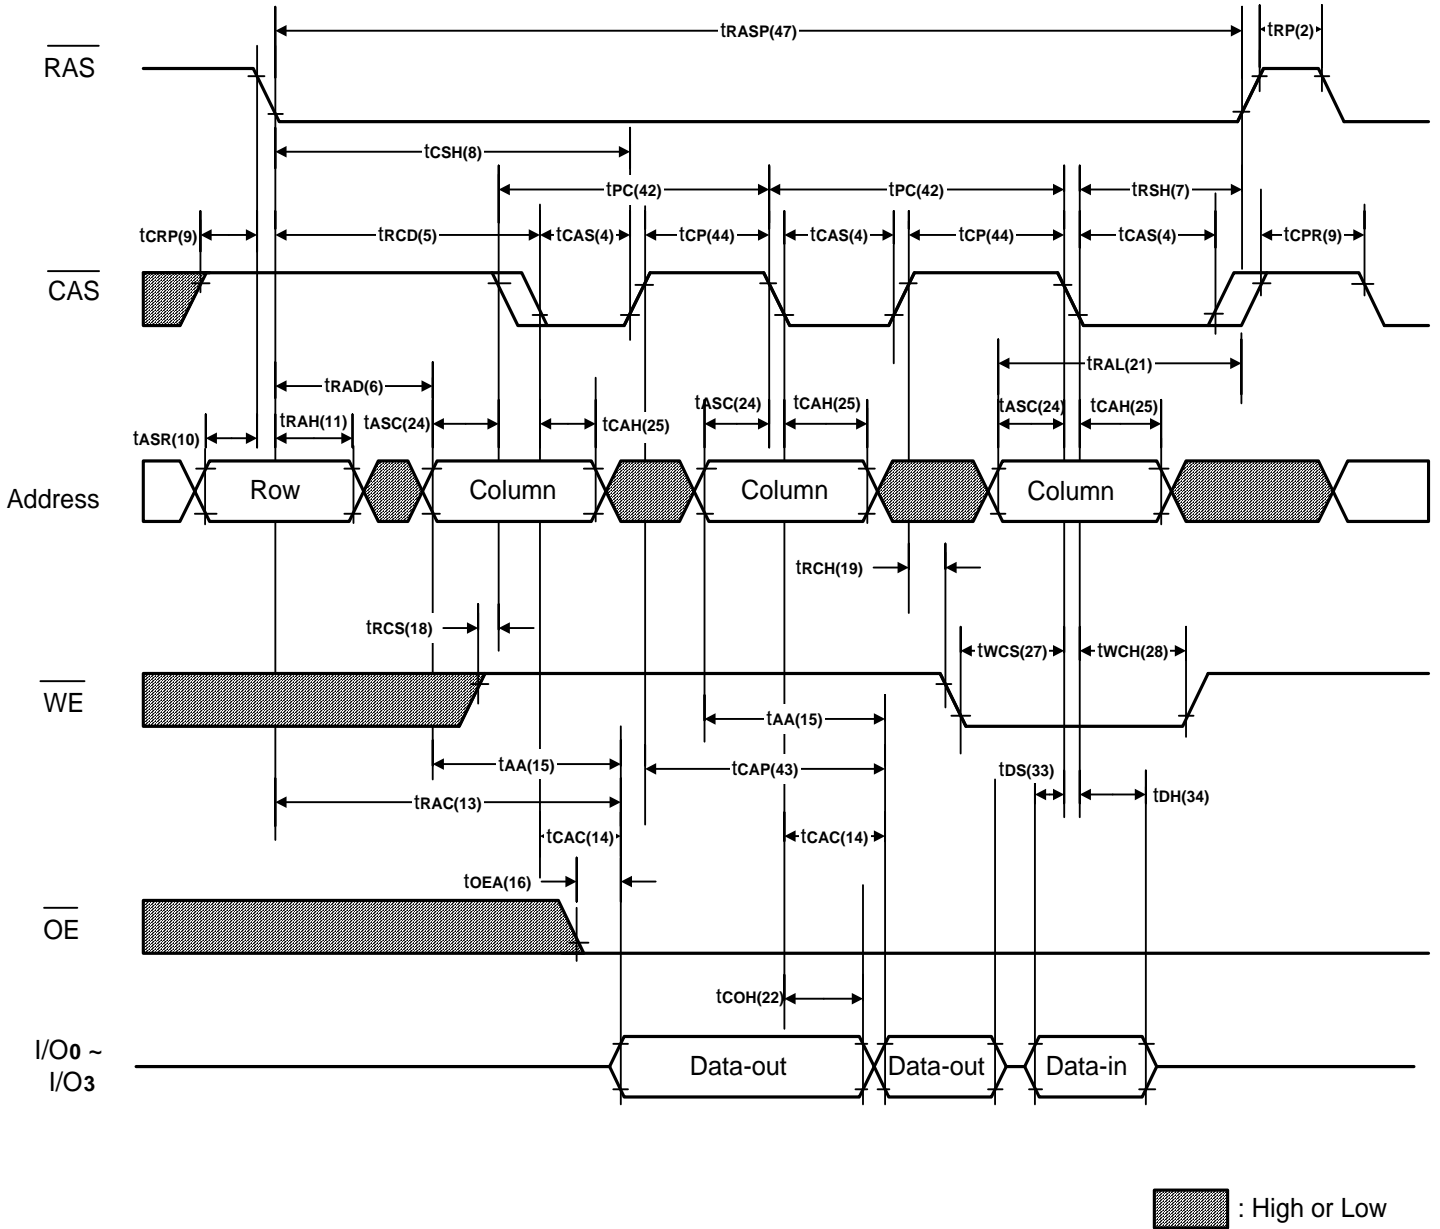 tRASP(47)
tRP(2)
RAS
tCSH(8)
tPC(42)
tPC(42)
tRSH(7)
tCRP(9)
tRCD(5)
tCAS(4)
tCP(44)
tCAS(4)
tCP(44)
tCAS(4)
tCPR(9)
CAS
tRAL(21)
tRAD(6)
tASR(10)
tRAH(11)
tASC(24)
tCAH(25)
tASC(24)
tCAH(25)
tASC(24)
tCAH(25)
Address
Row
Column
Column
Column
tRCH(19)
tRCS(18)
tWCS(27)
tWCH(28)
WE
tAA(15)
tAA(15)
tCAP(43)
tDS(33)
tRAC(13)
tDH(34)
tCAC(14)
tCAC(14)
tOEA(16)
OE
tCOH(22)
I/O0 ~
I/O3
Data-out
Data-out
Data-in
: High or Low